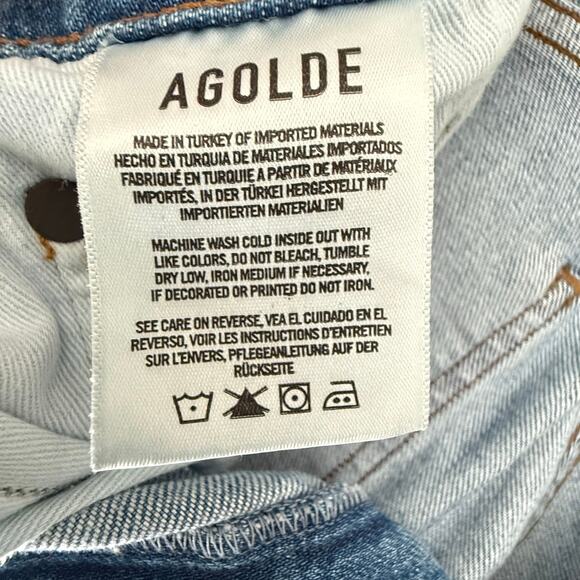 AGOLDE
MADE IN TURKEY OF IMPORTED MATERIALS
HECHO EN TURQUIA DE MATERIALES IMPORTADOS
FABRIQUÉ EN TURQUIE A PARTIR DE MATÉRIAUX
IMPORTÉS, IN DER TÜRKEI HERGESTELLT MIT
IMPORTIERTEN MATERIALIEN
MACHINE WASH COLD INSIDE OUT WITH
LIKE COLORS, DO NOT BLEACH, TUMBLE
DRY LOW, IRON MEDIUM IF NECESSARY.
IF DECORATED OR PRINTED DO NOT IRON.
SEE CARE ON REVERSE, VEA EL CUIDADO EN EL
REVERSO, VOIR LES INSTRUCTIONS D'ENTRETIEN
SUR L'ENVERS, PFLEGEANLEITUNG AUF DER
RÜCKSEITE